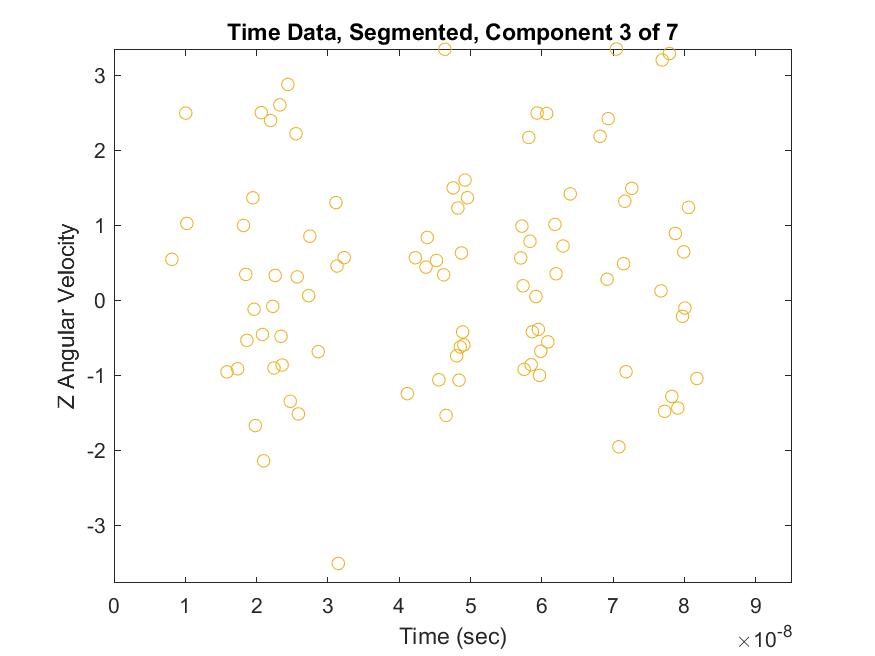 Time Data, Segmented, Component 3 of 7
3
2
1
0
-1
-2
-3
Z Angular Velocity
0 1 2 3 4 5 6 7 8 9
Time (sec)
×10-8